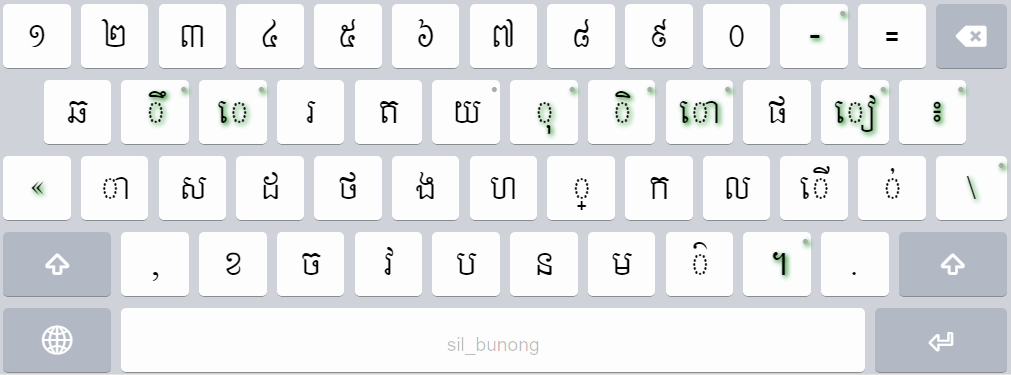 ១ ២ ៣ ៤ ៥ ៦ ៧ ៨ ៩ ០ - =
ឆ ឹ េ រ ត យ ុ ិ ោ ផ ៀ ៖
« ា ស ដ ថ ង ហ ្ ក ល ើ ់ \
, ខ ច វ ប ន ម ៑ ។ .
sil_bunong